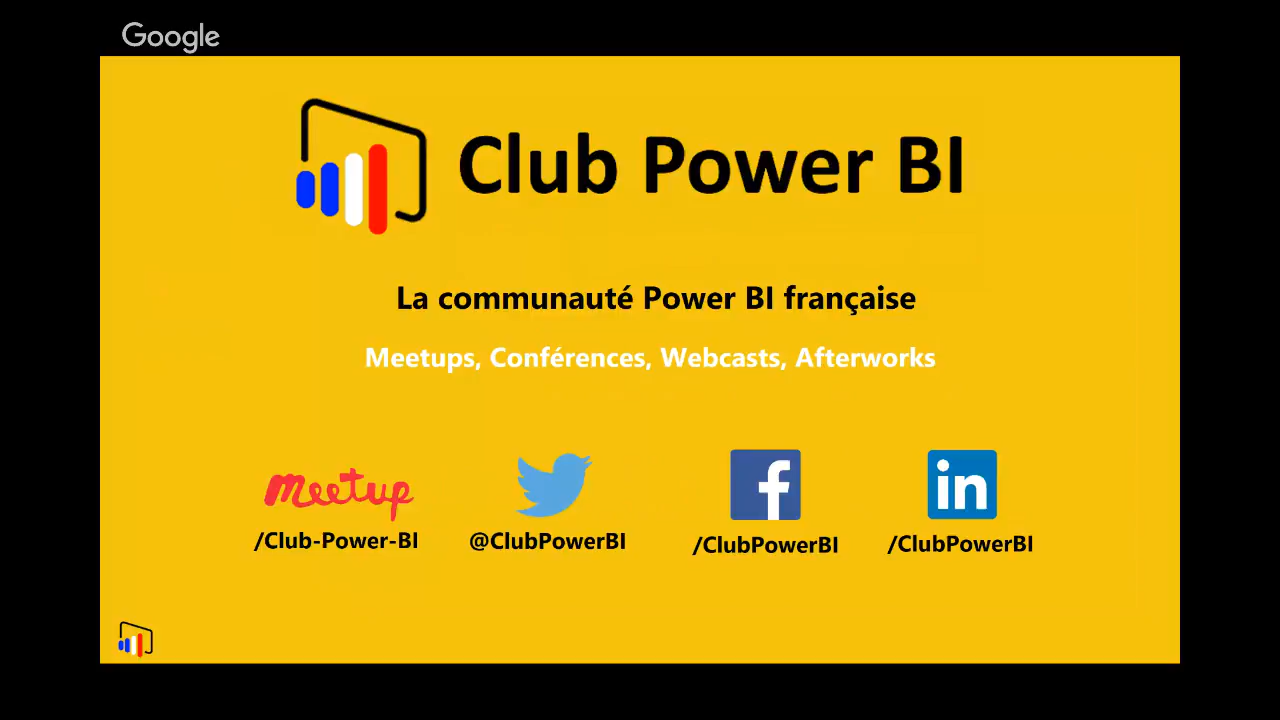 Google
Club Power BI
La communauté Power BI française
Meetups, Conférences, Webcasts, Afterworks
meetup
/Club-Power-BI
@ClubPowerBI
/ClubPowerBI
/ClubPowerBI